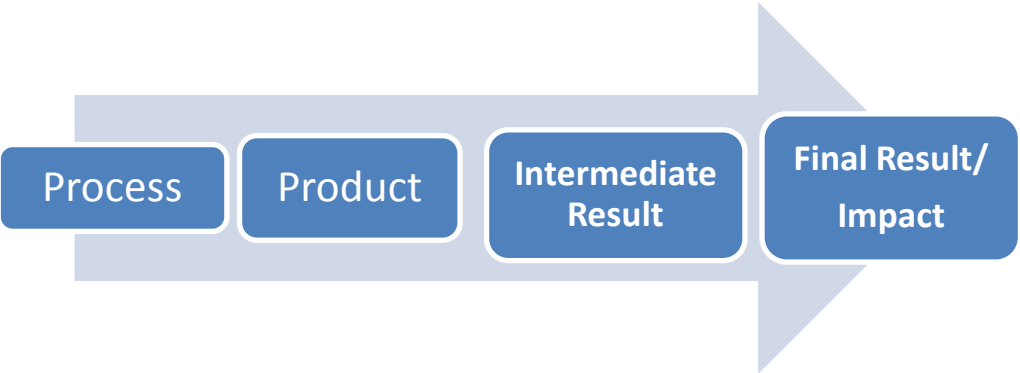 Process
Product
Intermediate
Result
Final Result/
Impact